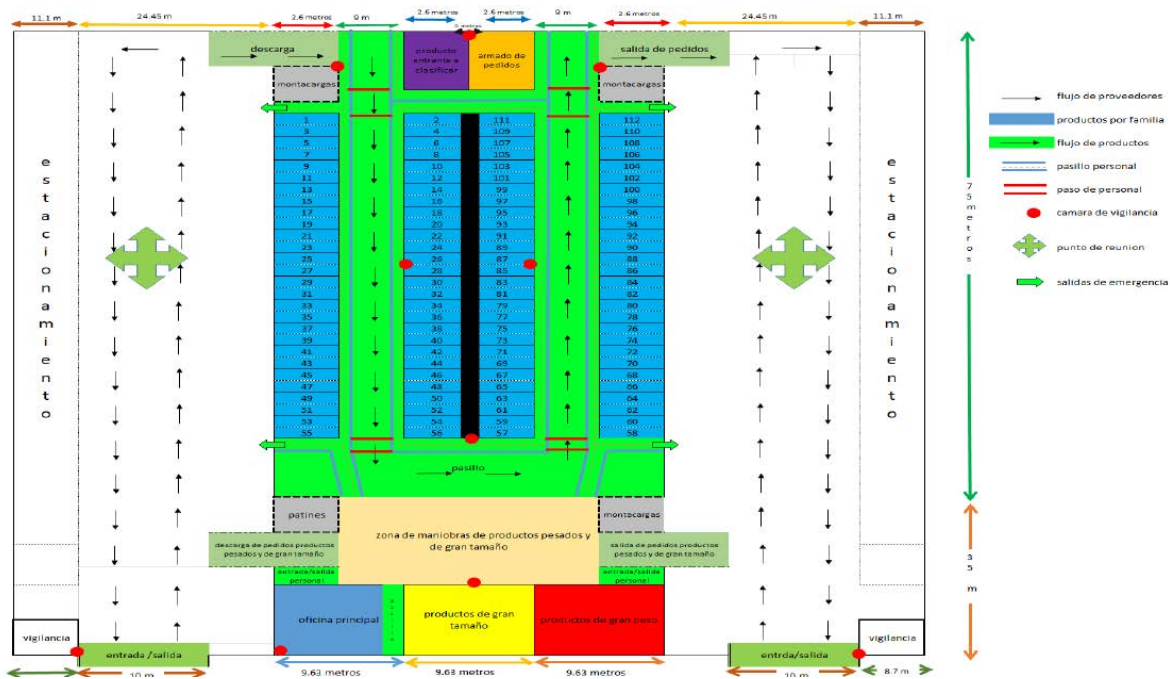 11.1 m
24.45 m
2.6 metros
9 m
2.6 metros
2.6 metros
9 m
2.6 metros
24.45 m
11.1 m
descarga
producto entrante a clasificar
armado de pedidos
salida de pedidos
montacargas
montacargas
1 2 111 112
3 4 109 110
5 6 107 108
7 8 105 106
9 10 103 104
11 12 101 102
13 14 99 100
15 16 97 98
17 18 95 96
19 20 93 94
21 22 91 92
23 24 89 90
25 26 87 88
27 28 85 86
29 30 83 84
31 32 81 82
33 34 79 80
35 36 77 78
37 38 75 76
39 40 73 74
41 42 71 72
43 44 69 70
45 46 67 68
47 48 65 66
49 50 63 64
51 52 61 62
53 54 59 60
55 56 57 58
estacionamiento
estacionamiento
pasillo
patines
montacargas
zona de maniobras de productos pesados y
de gran tamaño
descarga de pedidos productos
pesados y de gran tamaño
salida de pedidos productos
pesados y de gran tamaño
entrada/salida
personal
entrada/salida
personal
oficina principal
productos de gran
tamaño
productos de gran peso
vigilancia
vigilancia
entrada /salida
entrda/salida
10 m
9.63 metros
9.63 metros
9.63 metros
10 m
8.7 m
75 metros
35 m
flujo de proveedores
productos por familia
flujo de productos
pasillo personal
paso de personal
camara de vigilancia
punto de reunion
salidas de emergencia